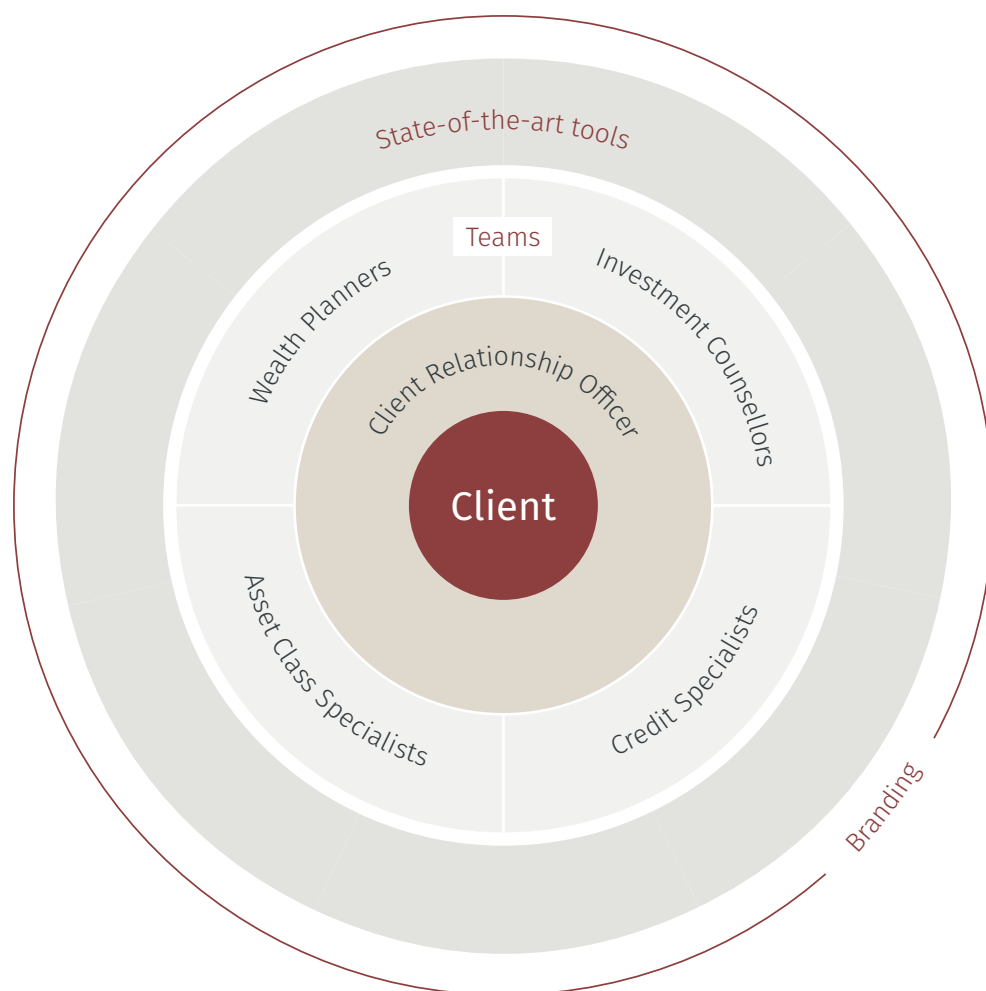 State-of-the-art tools
Teams
Wealth Planners
Investment Counsellors
Client Relationship Officer
Client
Asset Class Specialists
Credit Specialists
Branding